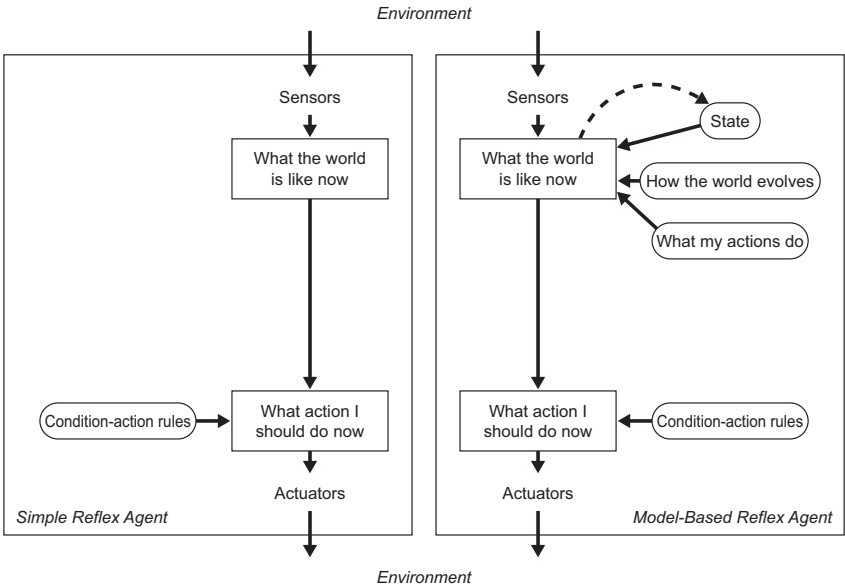 Environment
Sensors
What the world
is like now
Condition-action rules
What action I
should do now
Actuators
Simple Reflex Agent
Sensors
State
What the world
is like now
How the world evolves
What my actions do
What action I
should do now
Condition-action rules
Actuators
Model-Based Reflex Agent
Environment